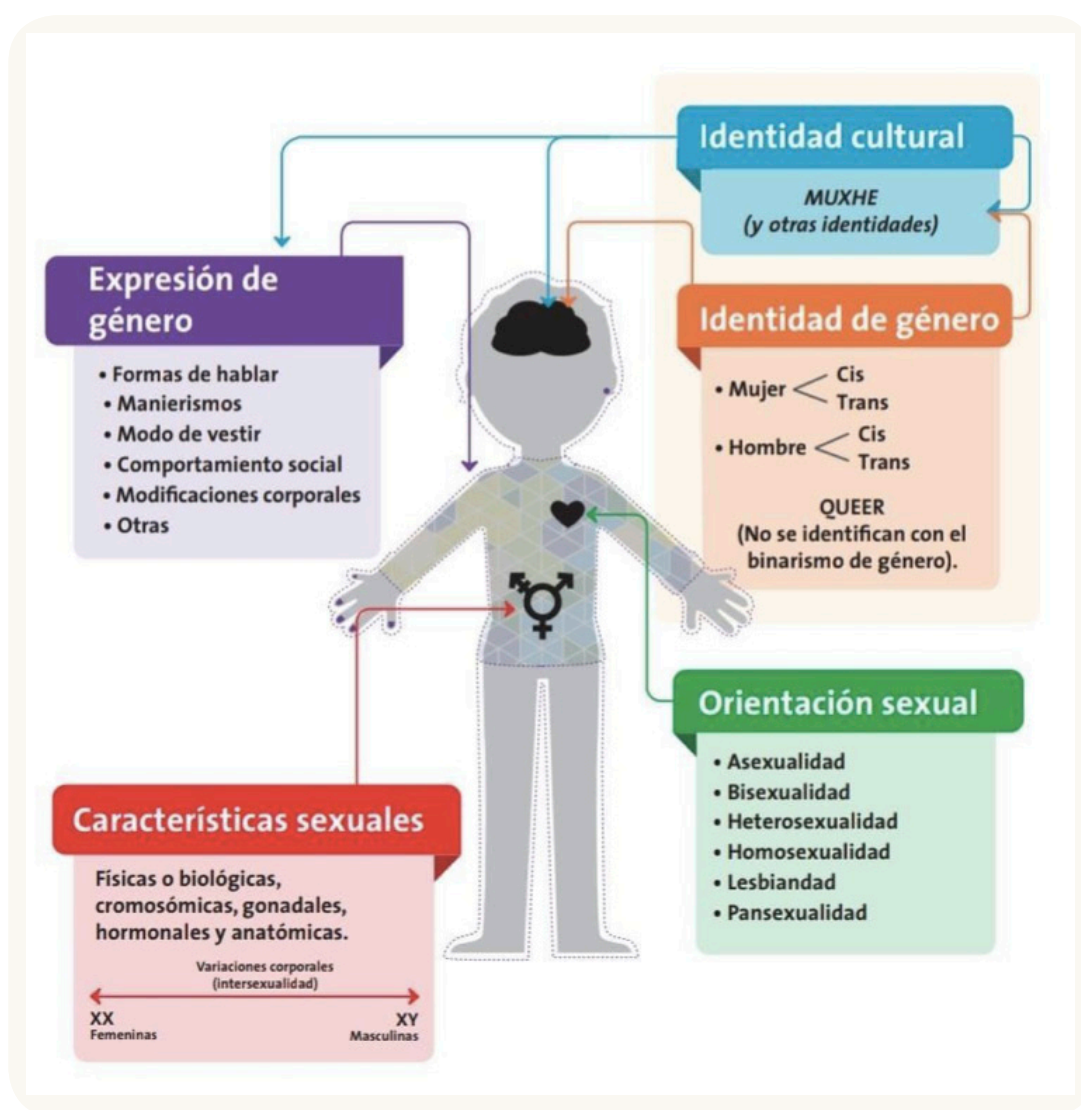 Identidad cultural
MUXHE
(y otras identidades)
Expresión de
género
• Formas de hablar
• Manierismos
• Modo de vestir
• Comportamiento social
• Modificaciones corporales
• Otras
Identidad de género
• Mujer
Cis
Trans
• Hombre
Cis
Trans
QUEER
(No se identifican con el
binarismo de género).
Orientación sexual
• Asexualidad
• Bisexualidad
• Heterosexualidad
• Homosexualidad
• Lesbiandad
• Pansexualidad
Características sexuales
Físicas o biológicas,
cromosómicas, gonadales,
hormonales y anatómicas.
Variaciones corporales
(intersexualidad)
XX
Femeninas
XY
Masculinas